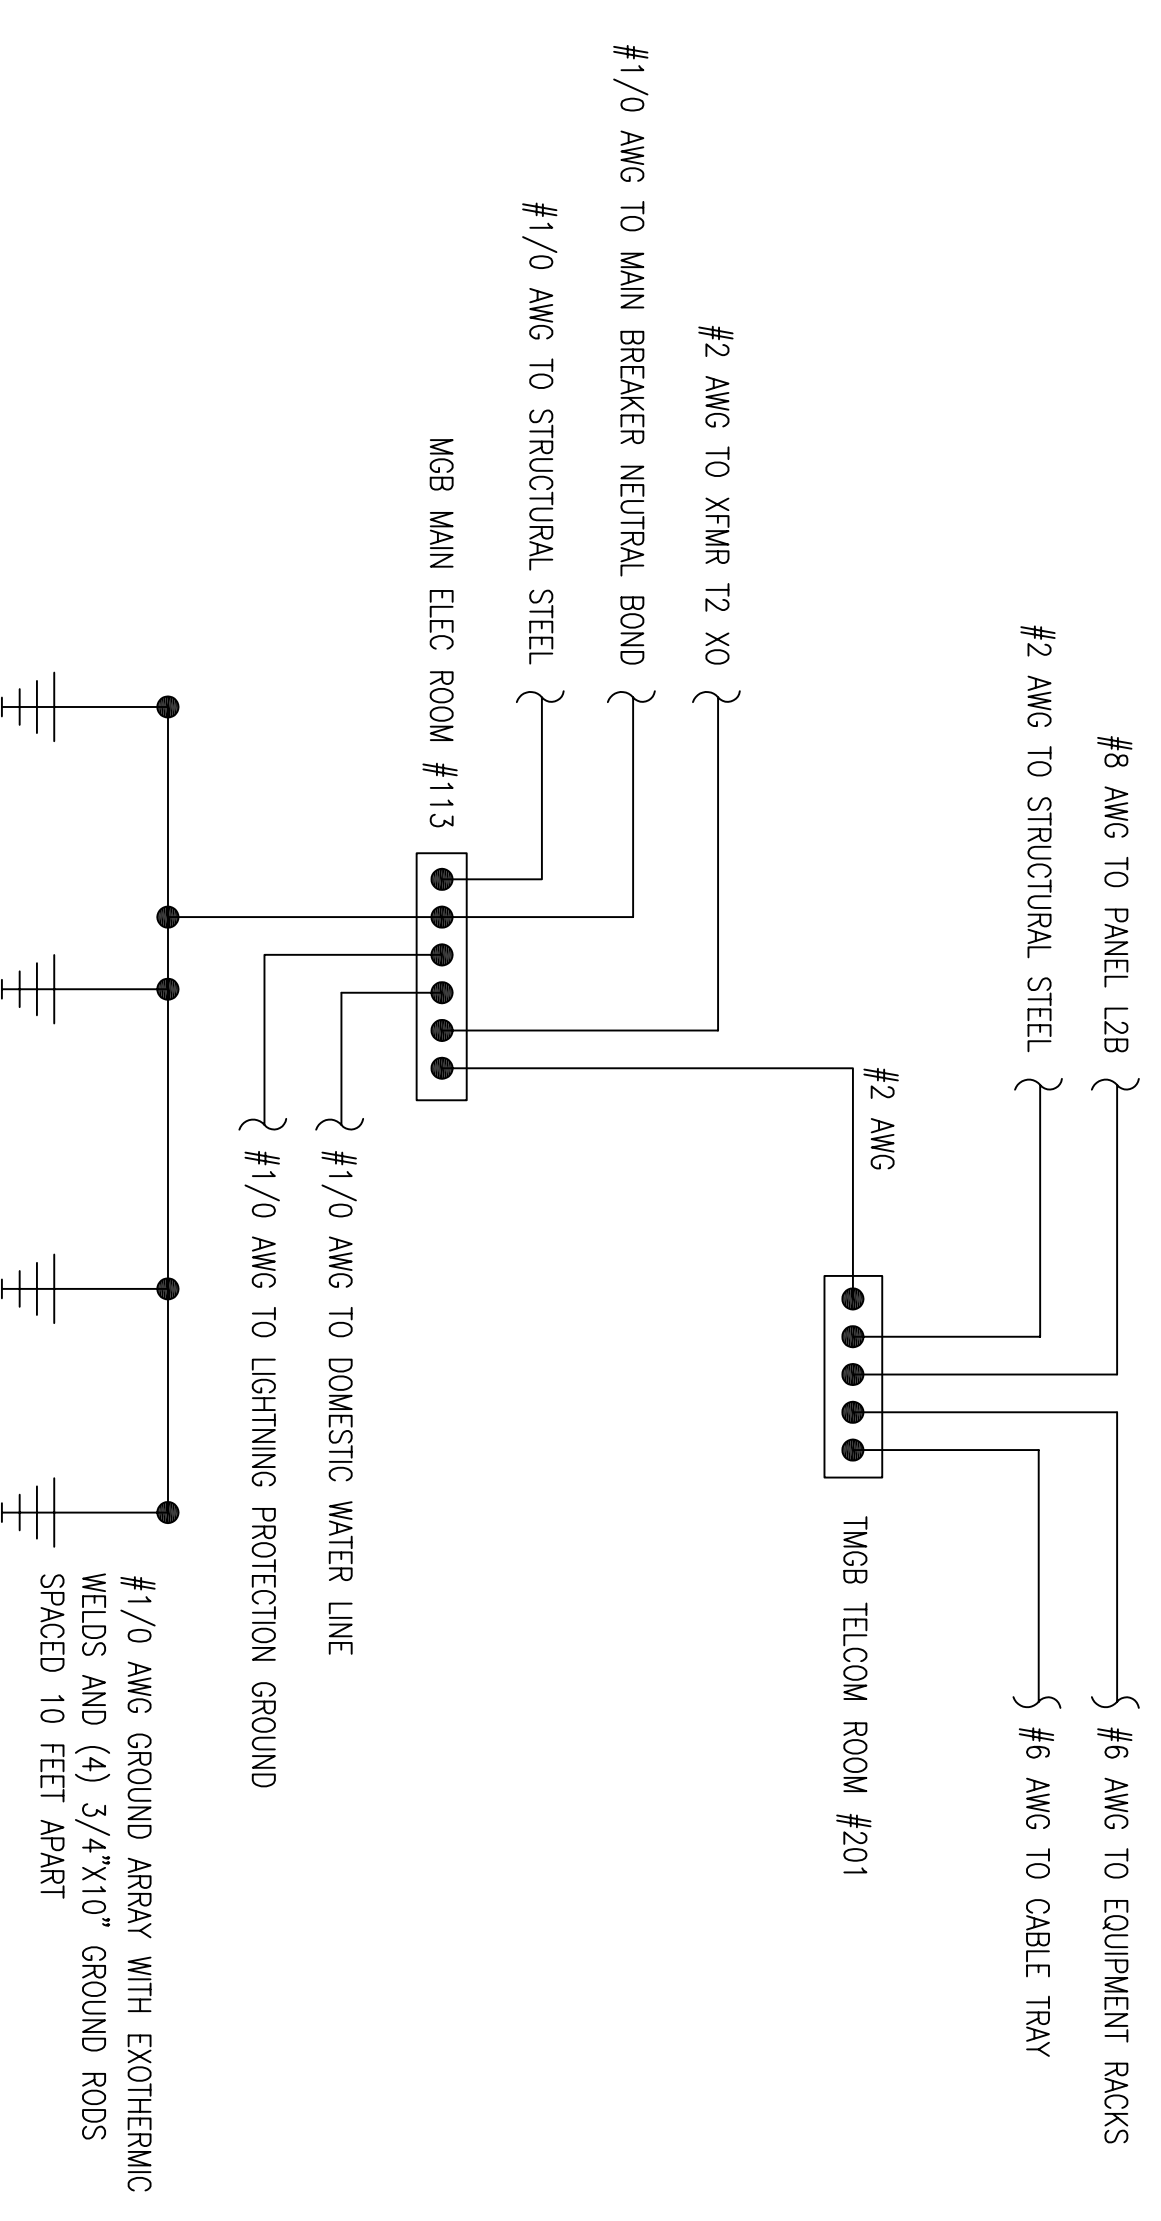 #8 AWG TO PANEL L2B
#6 AWG TO EQUIPMENT RACKS
#2 AWG TO STRUCTURAL STEEL
#6 AWG TO CABLE TRAY
#2 AWG
TMGB TELCOM ROOM #201
#2 AWG TO XFMR T2 XO
#1/0 AWG TO MAIN BREAKER NEUTRAL BOND
#1/0 AWG TO STRUCTURAL STEEL
MGB MAIN ELEC ROOM #113
#1/0 AWG TO DOMESTIC WATER LINE
#1/0 AWG TO LIGHTNING PROTECTION GROUND
#1/0 AWG GROUND ARRAY WITH EXOTHERMIC
WELDS AND (4) 3/4"X10" GROUND RODS
SPACED 10 FEET APART